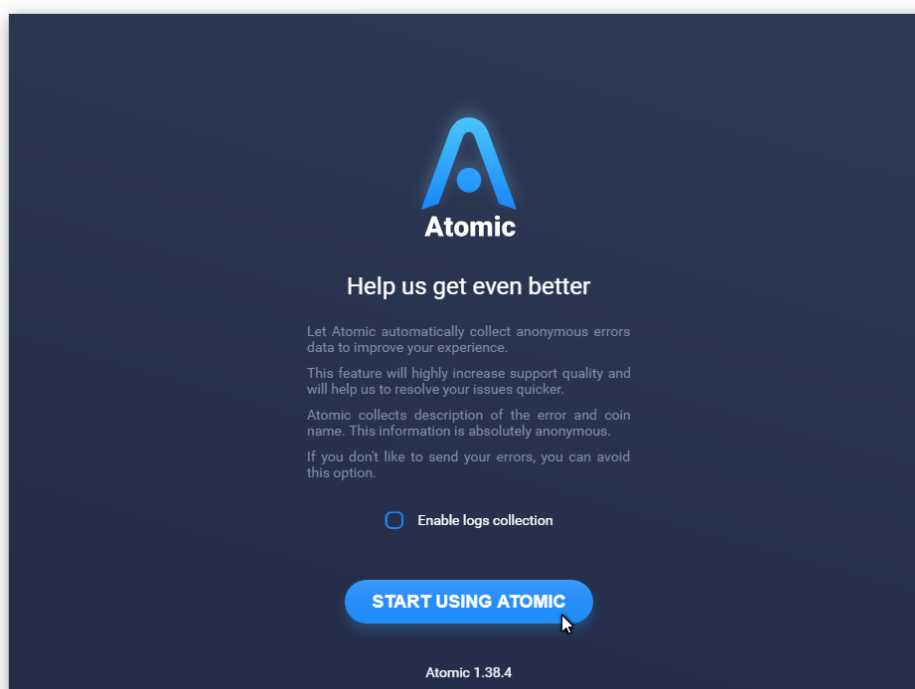 Atomic
Help us get even better
Let Atomic automatically collect anonymous errors
data to improve your experience.
This feature will highly increase support quality and
will help us to resolve your issues quicker.
Atomic collects description of the error and coin
name. This information is absolutely anonymous.
If you don't like to send your errors, you can avoid
this option.
Enable logs collection
START USING ATOMIC
Atomic 1.38.4